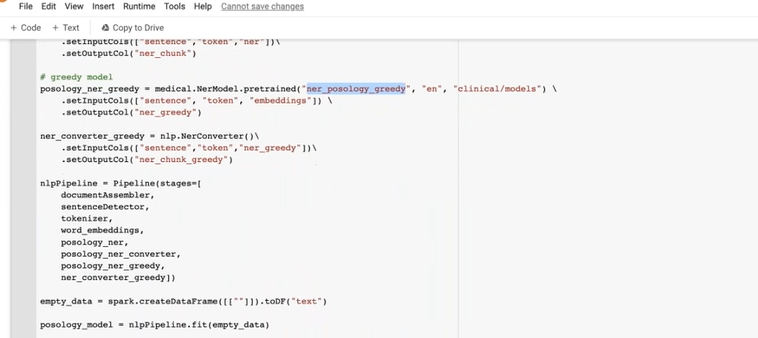 File Edit View Insert Runtime Tools Help Cannot save changes
+ Code + Text Copy to Drive
.setInputCols(["sentence","token","ner"])\
.setOutputCol("ner_chunk")
# greedy model
posology_ner_greedy = medical.NerModel.pretrained("ner_posology_greedy", "en", "clinical/models") \
.setInputCols(["sentence", "token", "embeddings"]) \
.setOutputCol("ner_greedy")
ner_converter_greedy = nlp.NerConverter()\
.setInputCols(["sentence","token","ner_greedy"])\
.setOutputCol("ner_chunk_greedy")
nlpPipeline = Pipeline(stages=[
documentAssembler,
sentenceDetector,
tokenizer,
word_embeddings,
posology_ner,
posology_ner_converter,
posology_ner_greedy,
ner_converter_greedy])
empty_data = spark.createDataFrame([[""]]).toDF("text")
posology_model = nlpPipeline.fit(empty_data)